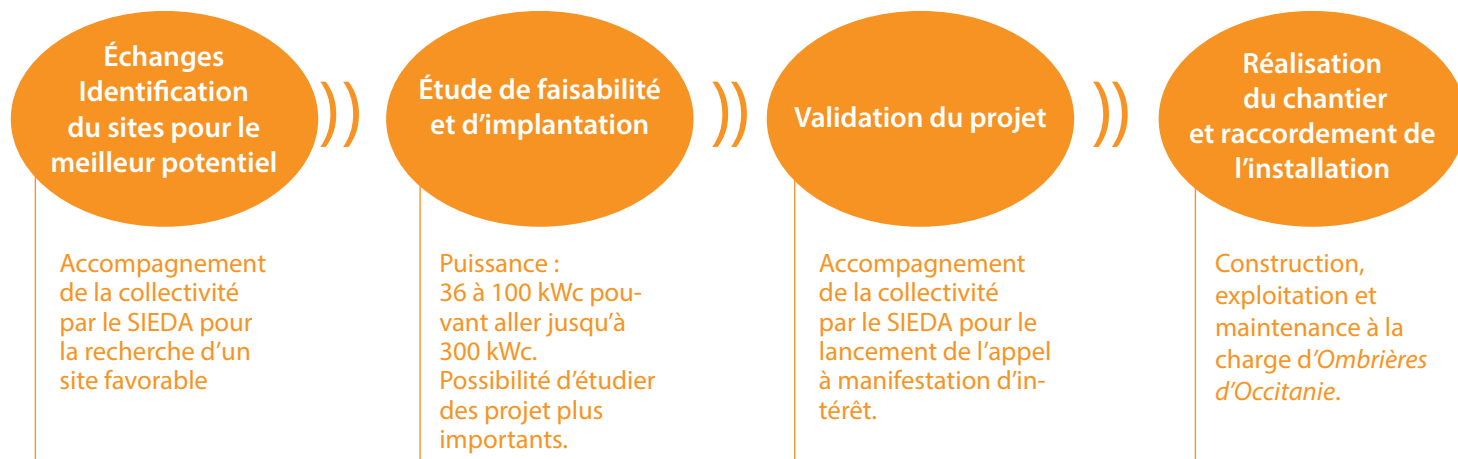 Échanges
Identification
du sites pour le
meilleur potentiel
Accompagnement
de la collectivité
par le SIEDA pour
la recherche d'un
site favorable
Étude de faisabilité
et d'implantation
Puissance :
36 à 100 kWc pou-
vant aller jusqu'à
300 kWc.
Possibilité d'étudier
des projet plus
importants.
Validation du projet
Accompagnement
de la collectivité
par le SIEDA pour le
lancement de l'appel
à manifestation d'in-
térêt.
Réalisation
du chantier
et raccordement de
l'installation
Construction,
exploitation et
maintenance à la
charge d'Ombrières
d'Occitanie.